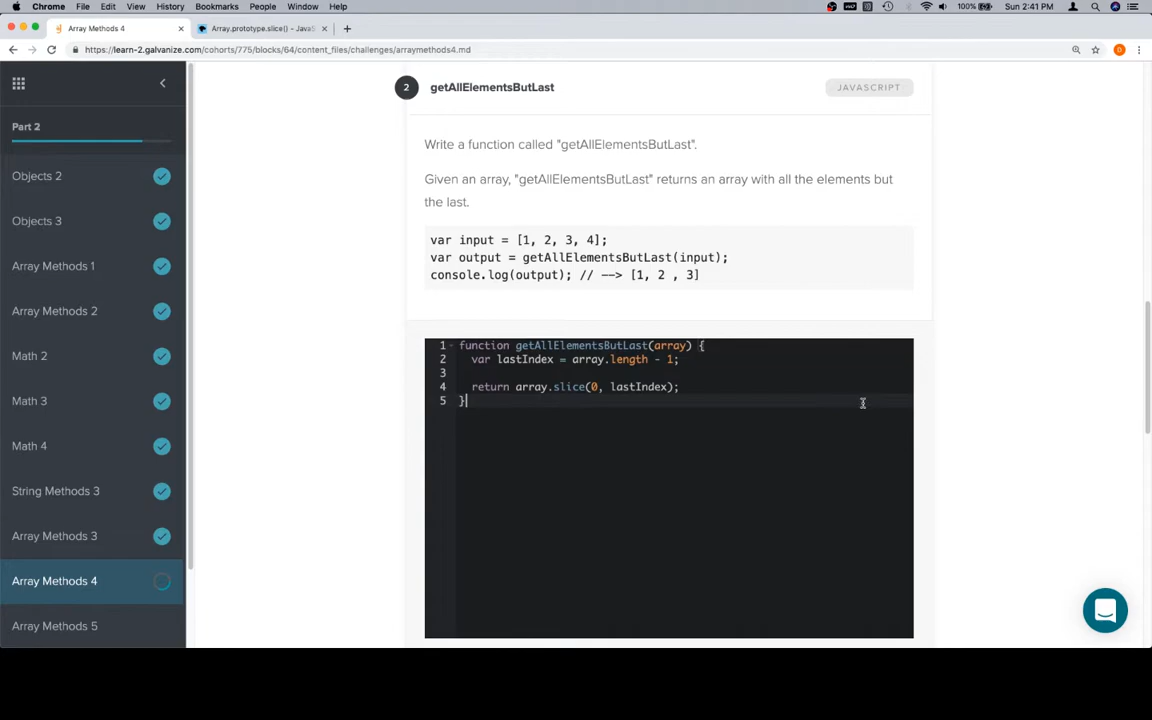 Chrome File Edit View History Bookmarks People Window Help 100% Sun 2:41 PM
Array Methods 4 Array.prototype.slice() - JavaS
https://learn-2.galvanize.com/cohorts/775/blocks/64/content_files/challenges/arraymethods4.md
D
Part 2
Objects 2
Objects 3
Array Methods 1
Array Methods 2
Math 2
Math 3
Math 4
String Methods 3
Array Methods 3
Array Methods 4
Array Methods 5
2 getAllElementsButLast JAVASCRIPT
Write a function called "getAllElementsButLast".
Given an array, "getAllElementsButLast" returns an array with all the elements but
the last.
var input = [1, 2, 3, 4];
var output = getAllElementsButLast(input);
console.log(output); // --> [1, 2 , 3]
1 function getAllElementsButLast(array) {
2 var lastIndex = array.length - 1;
3
4 return array.slice(0, lastIndex);
5 }